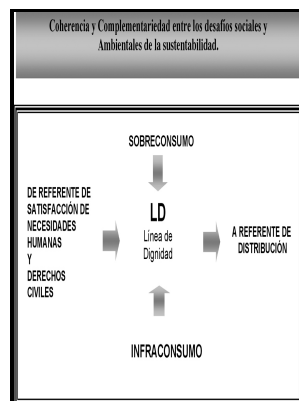 Coherencia y Complementariedad entre los desafíos sociales y
Ambientales de la sustentabilidad.
SOBRECONSUMO
DE REFERENTE DE
SATISFACCIÓN DE
NECESIDADES
HUMANAS
Y
DERECHOS
CIVILES
LD
Línea de
Dignidad
A REFERENTE DE
DISTRIBUCIÓN
INFRACONSUMO